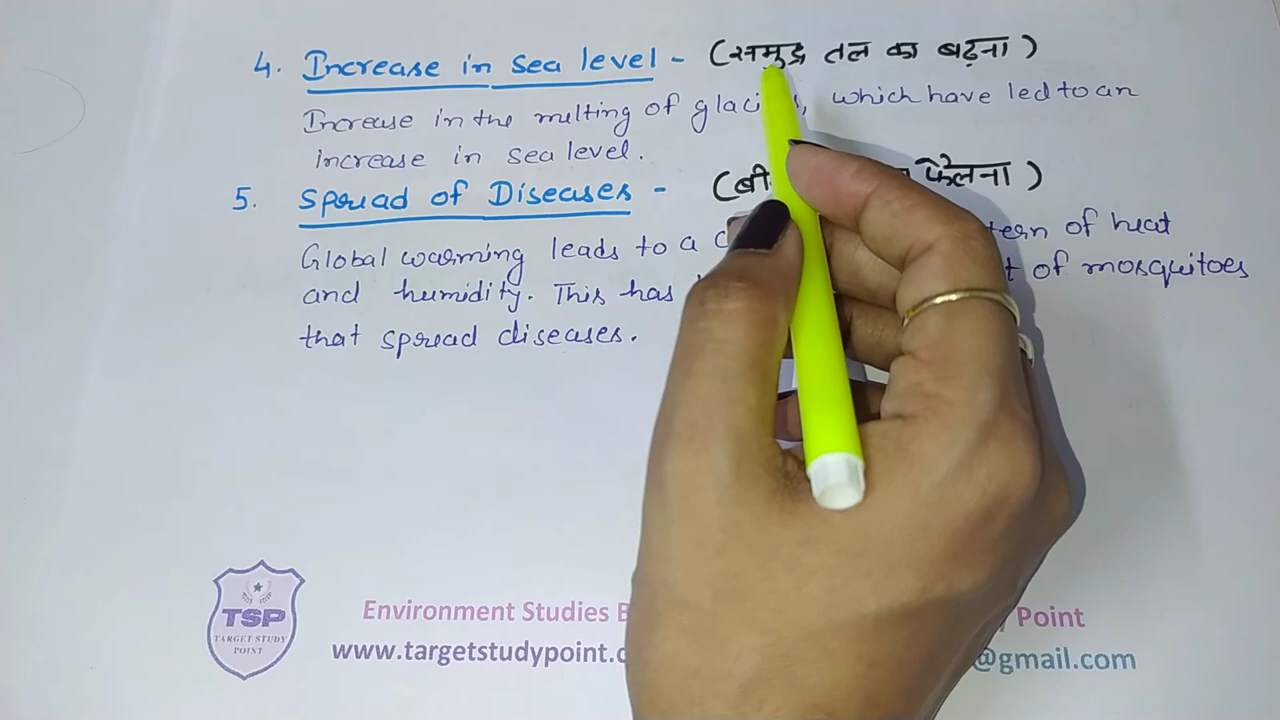 4. Increase in sea level - (समुद्र तल का बढ़ना)
Increase in the melting of, which have led to an
increase in sea level.
5. Spread of Diseases - (फैलना)
Global warming leads to a of heat
and humidity. This has of mosquitoes
that spread diseases.
TSP
TARGET STUDY
POINT
Environment Studies Point
www.targetstudypoint. @gmail.com